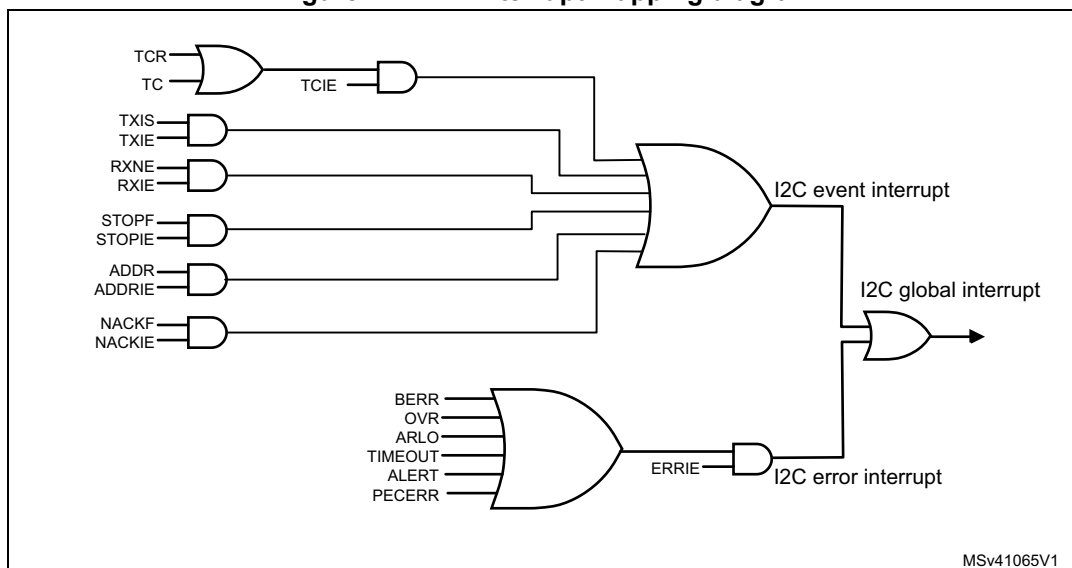 TCR
TC
TCIE
TXIS
TXIE
RXNE
RXIE
STOPF
STOPIE
ADDR
ADDRIE
NACKF
NACKIE
I2C event interrupt
I2C global interrupt
BERR
OVR
ARLO
TIMEOUT
ALERT
PECERR
ERRIE
I2C error interrupt
MSv41065V1